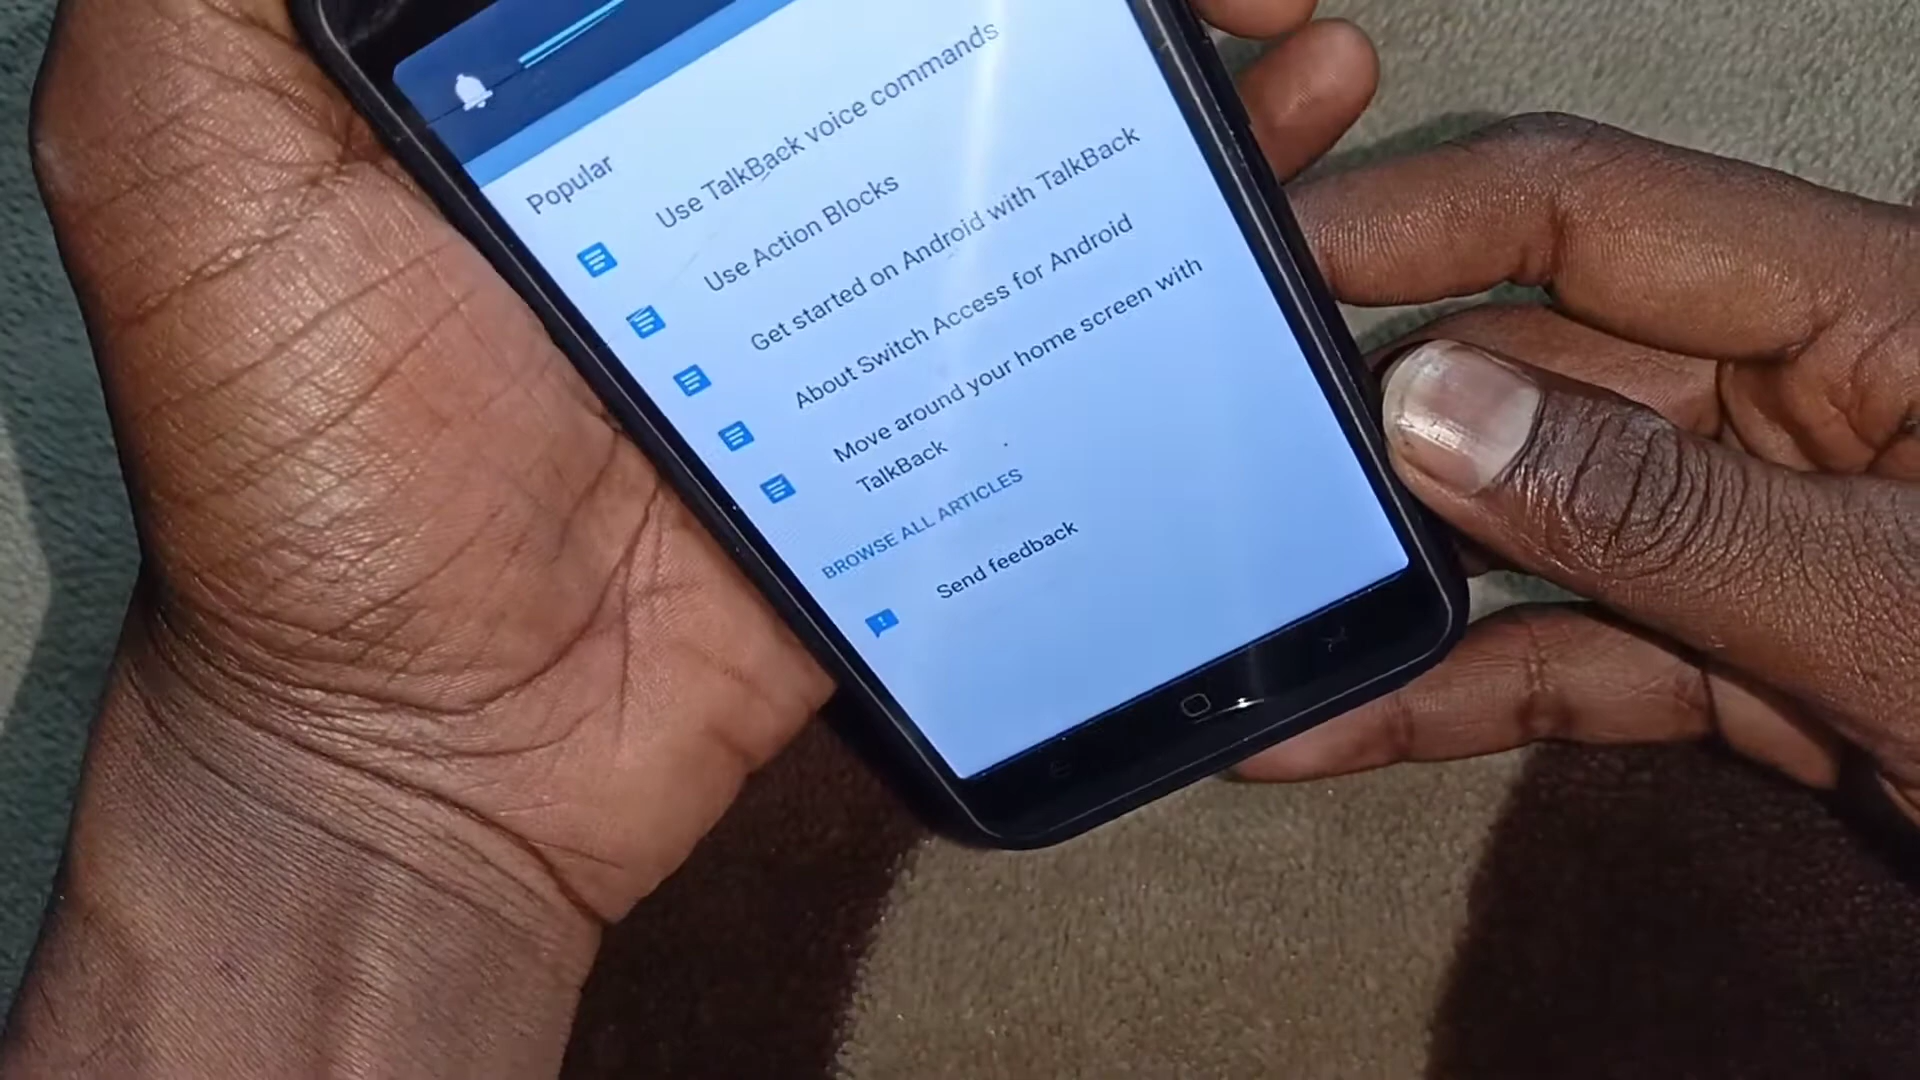 Popular
Use TalkBack voice commands
Use Action Blocks
Get started on Android with TalkBack
About Switch Access for Android
Move around your home screen with
TalkBack
BROWSE ALL ARTICLES
Send feedback